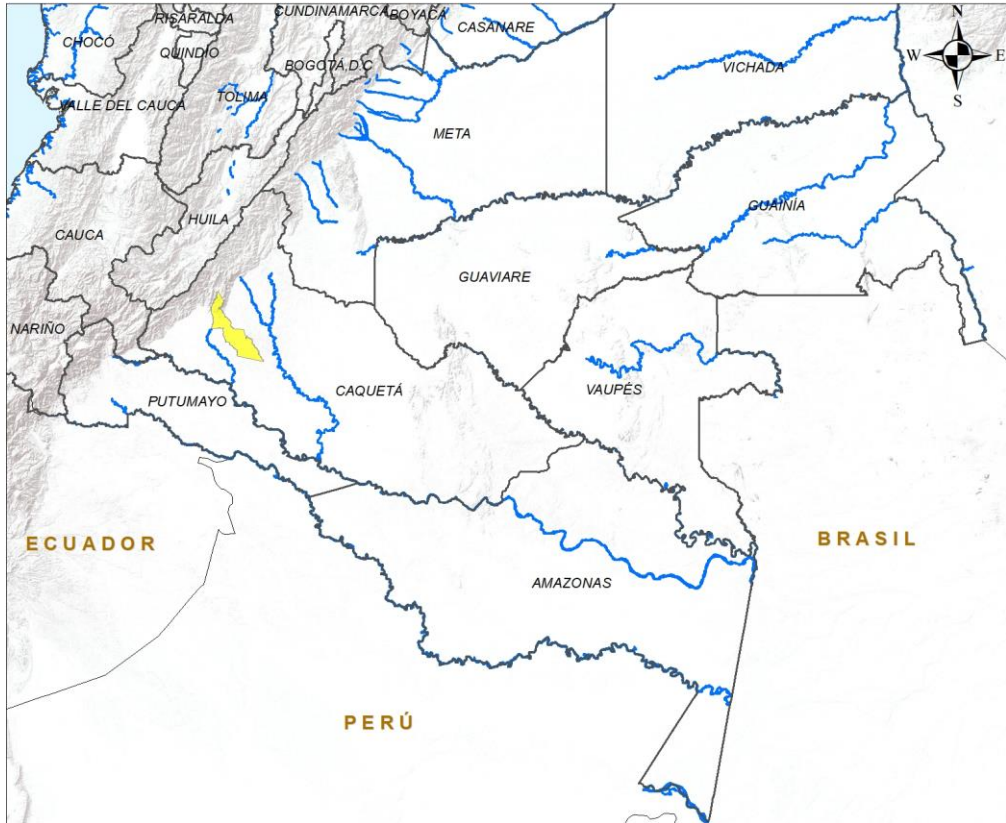 CUNDINAMARCA
BOYACÁ
RISARALDA
CASANARE
N
CHOCÓ
QUINDÍO
BOGOTÁ D.C
W
E
VICHADA
S
VALLE DEL CAUCA
TOLIMA
META
HUILA
GUAINÍA
CAUCA
GUAVIARE
NARIÑO
CAQUETÁ
VAUPÉS
PUTUMAYO
ECUADOR
BRASIL
AMAZONAS
PERÚ